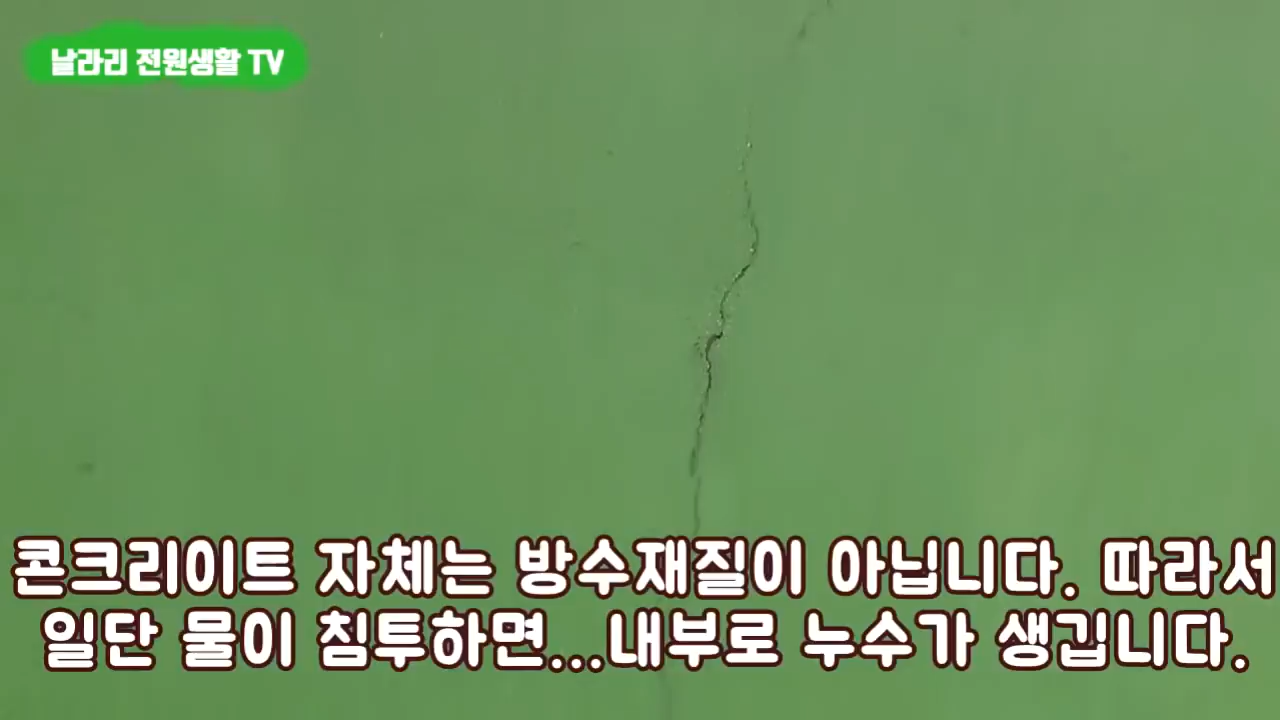 날라리 전원생활 TV
콘크리이트 자체는 방수재질이 아닙니다. 따라서
일단 물이 침투하면...내부로 누수가 생깁니다.